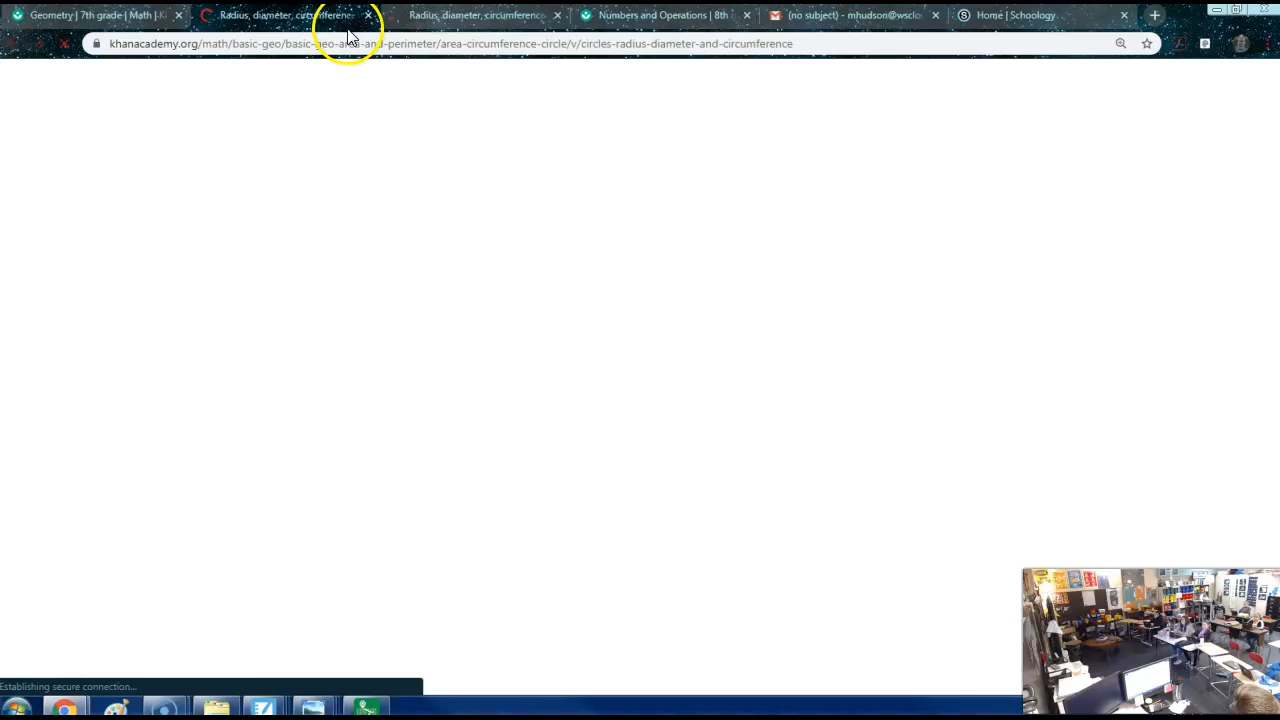 Geometry | 7th grade | Math | K
Radius, diameter, circumference
Radius, diameter, circumference
Numbers and Operations | 8th
(no subject) - mhudson@wsclo
Home | Schoology
khanacademy.org/math/basic-geo/basic-geo-area-and-perimeter/area-circumference-circle/v/circles-radius-diameter-and-circumference
Establishing secure connection...